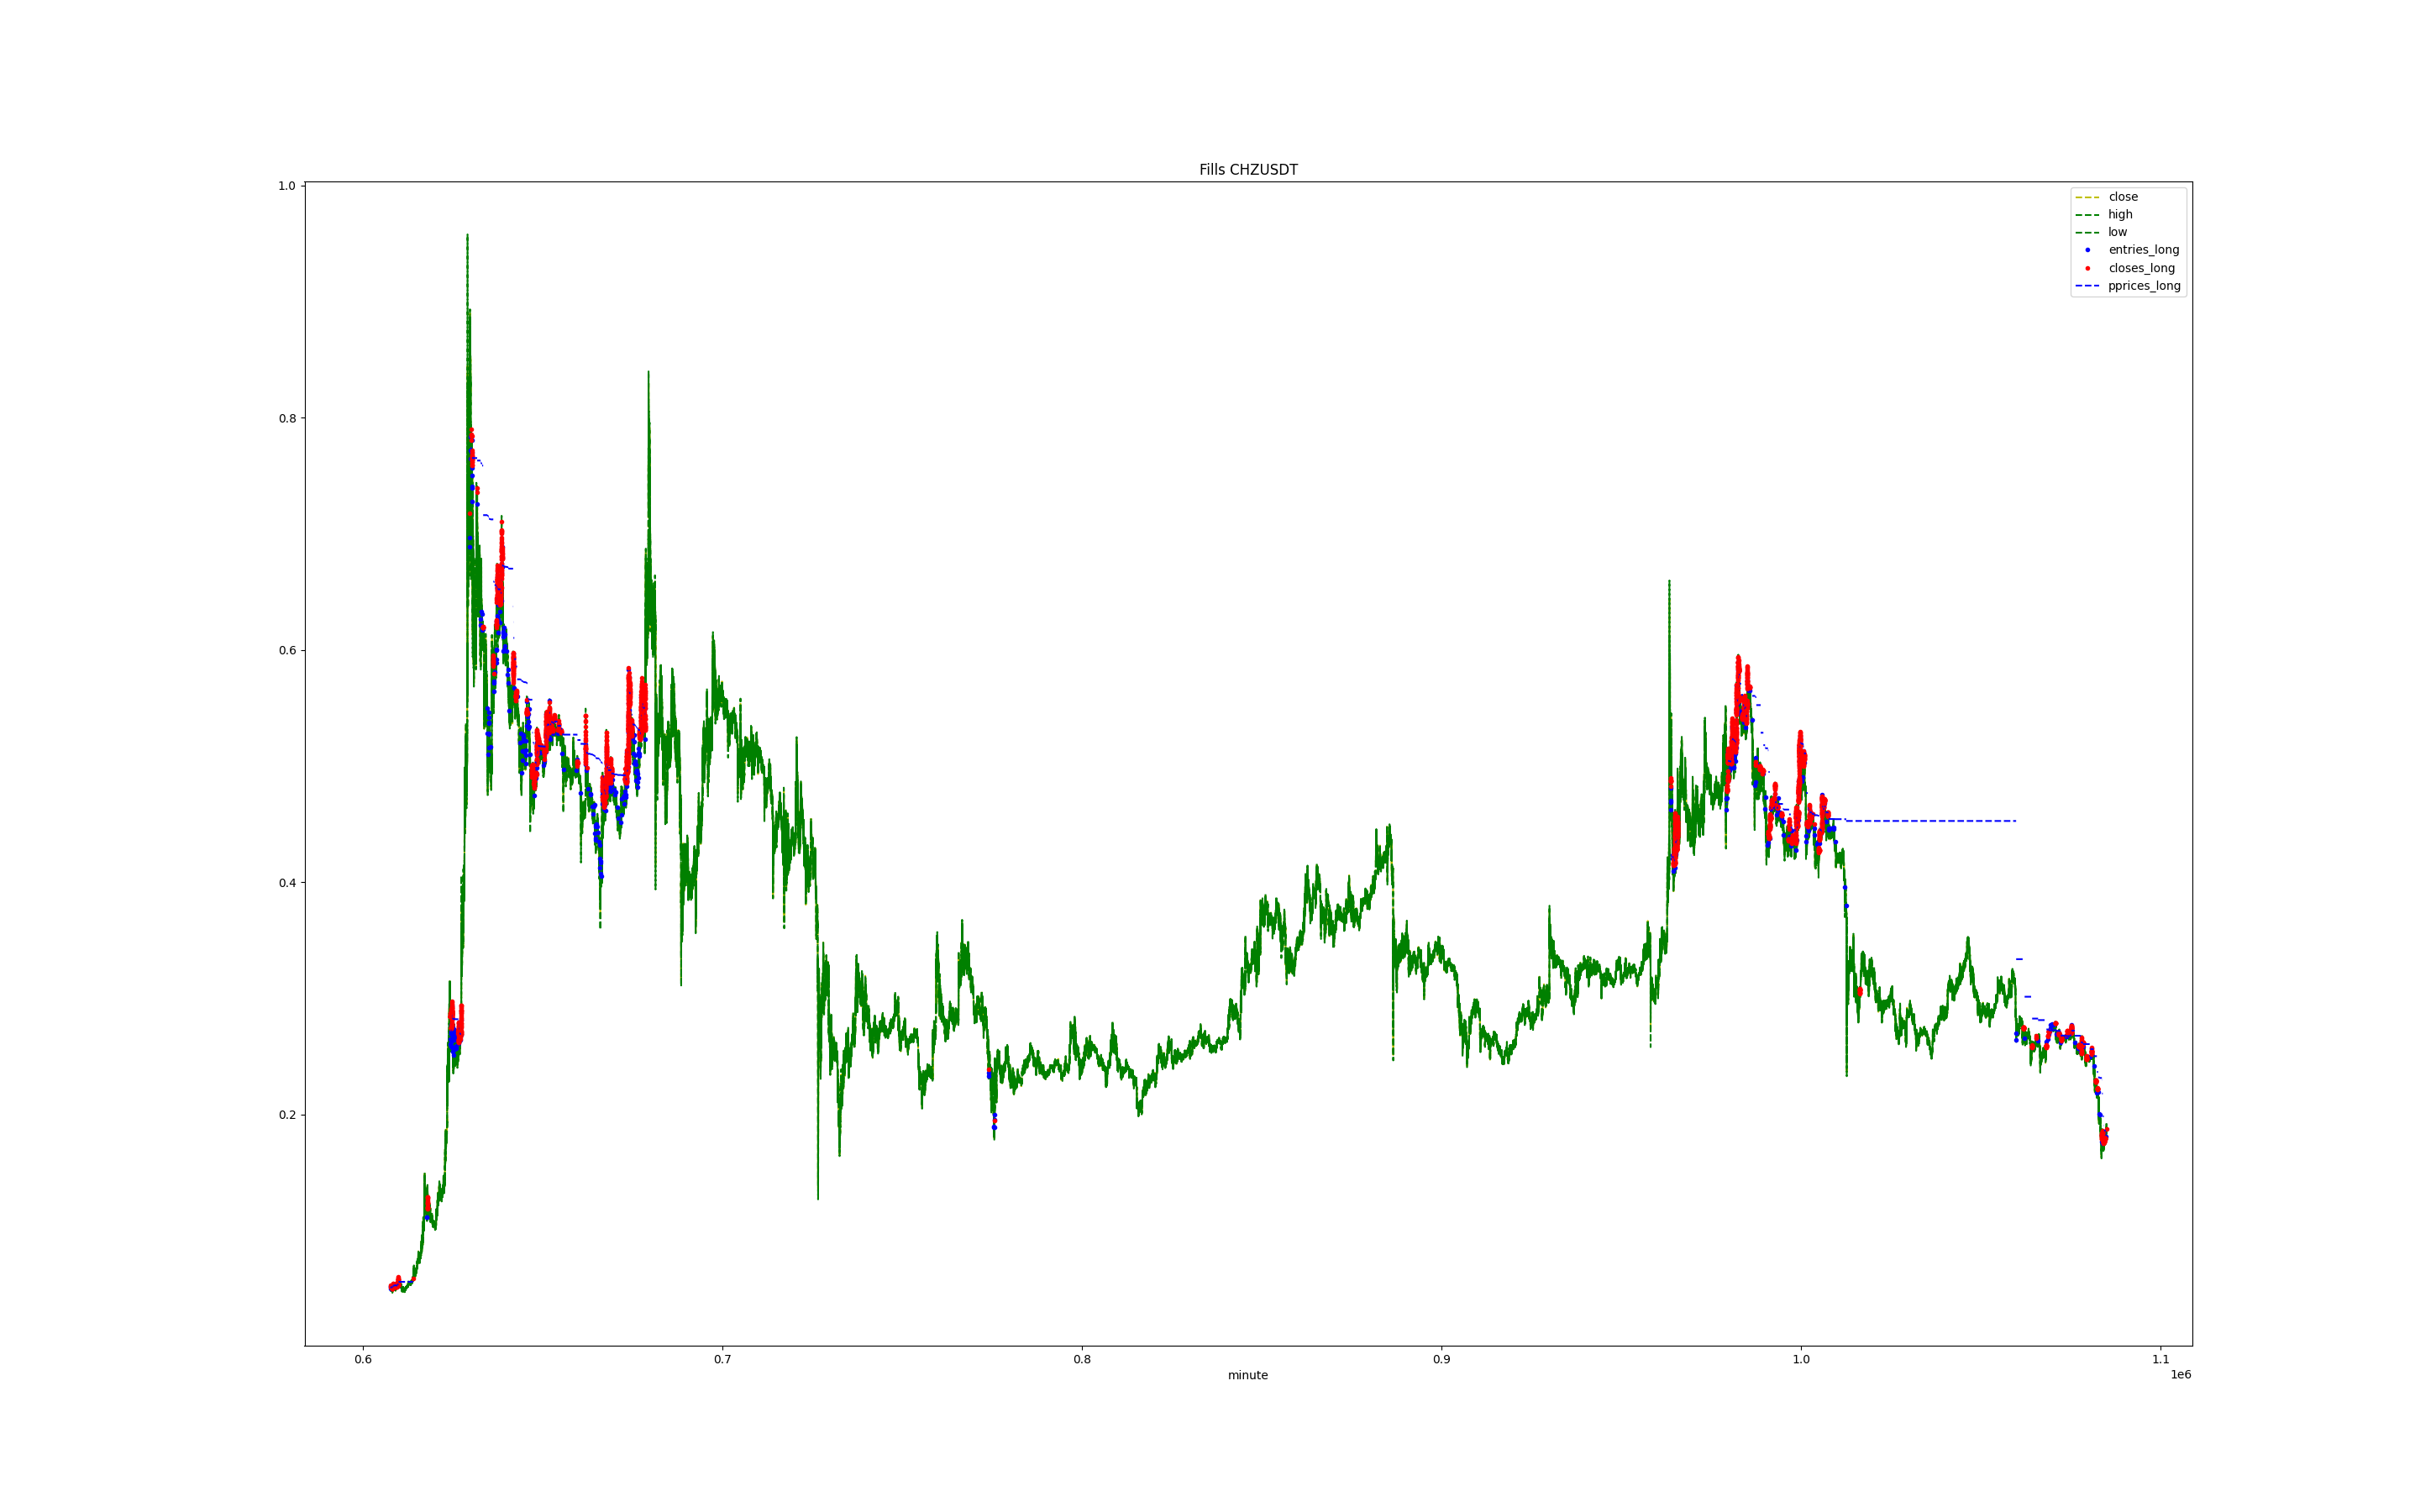 Fills CHZUSDT
1.0
0.8
0.6
0.4
0.2
close
high
low
entries_long
closes_long
pprices_long
0.6 0.7 0.8 0.9 1.0 1.1
minute
1e6